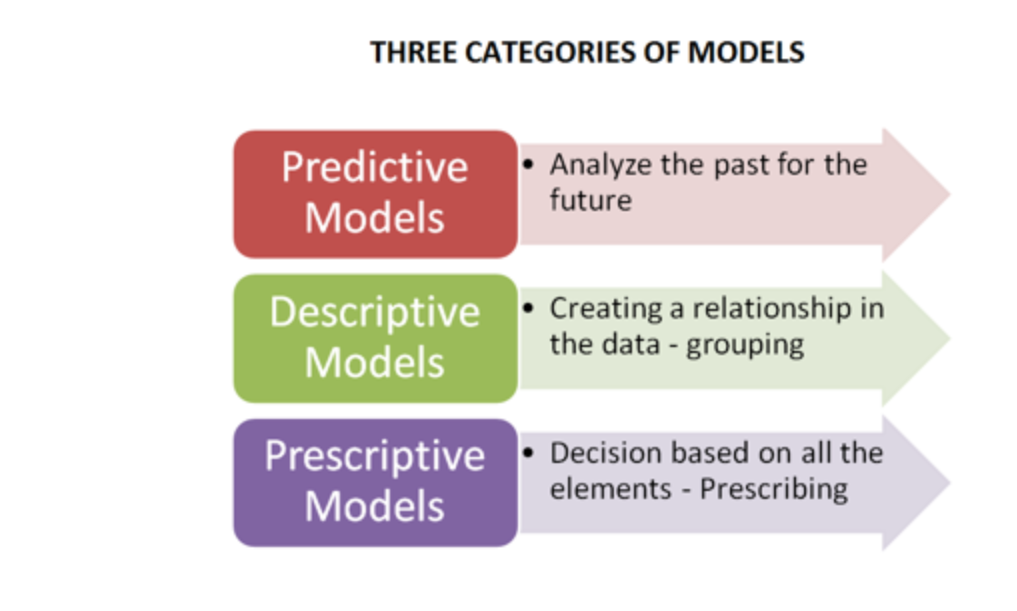 THREE CATEGORIES OF MODELS
Predictive
Models
• Analyze the past for the
future
Descriptive
Models
• Creating a relationship in
the data - grouping
Prescriptive
Models
• Decision based on all the
elements - Prescribing